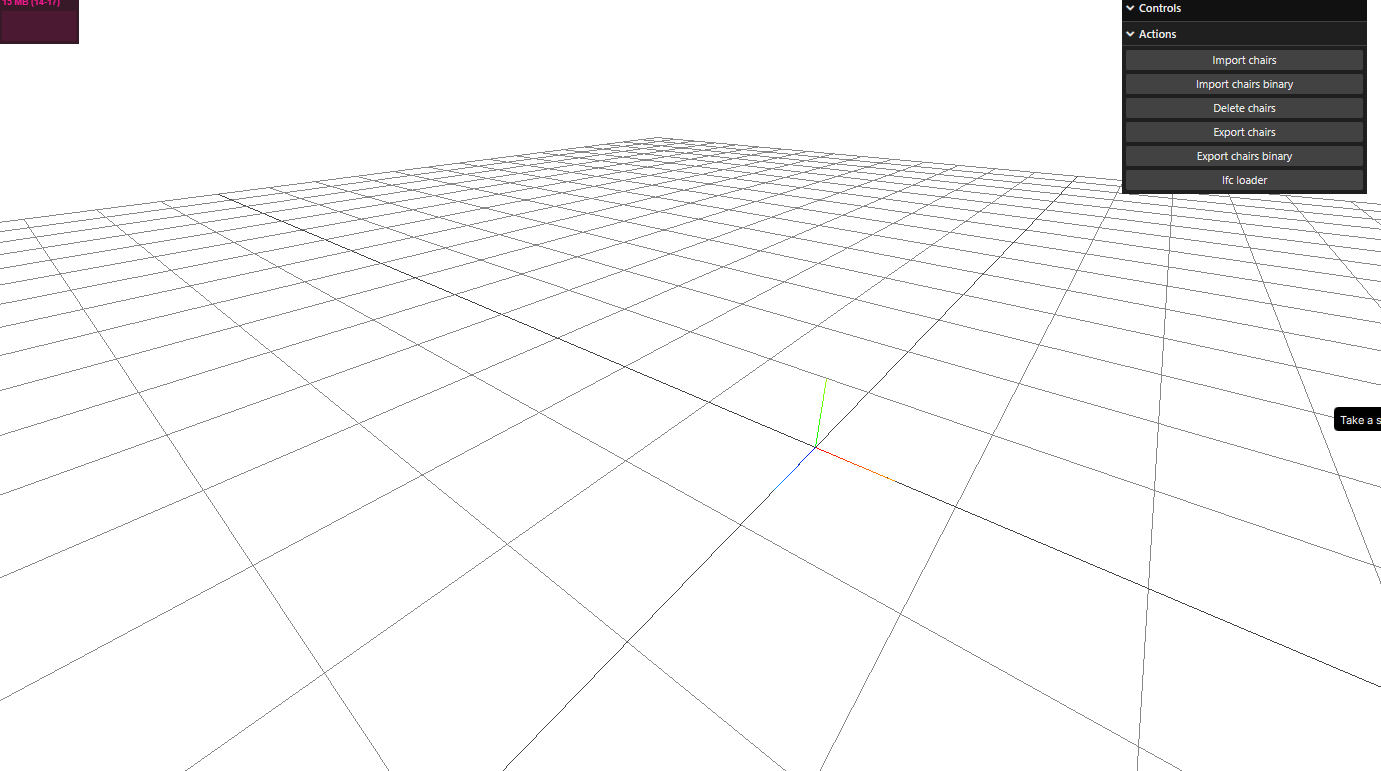 15 MB (14-17)
Controls
Actions
Import chairs
Import chairs binary
Delete chairs
Export chairs
Export chairs binary
Ifc loader
Take a s